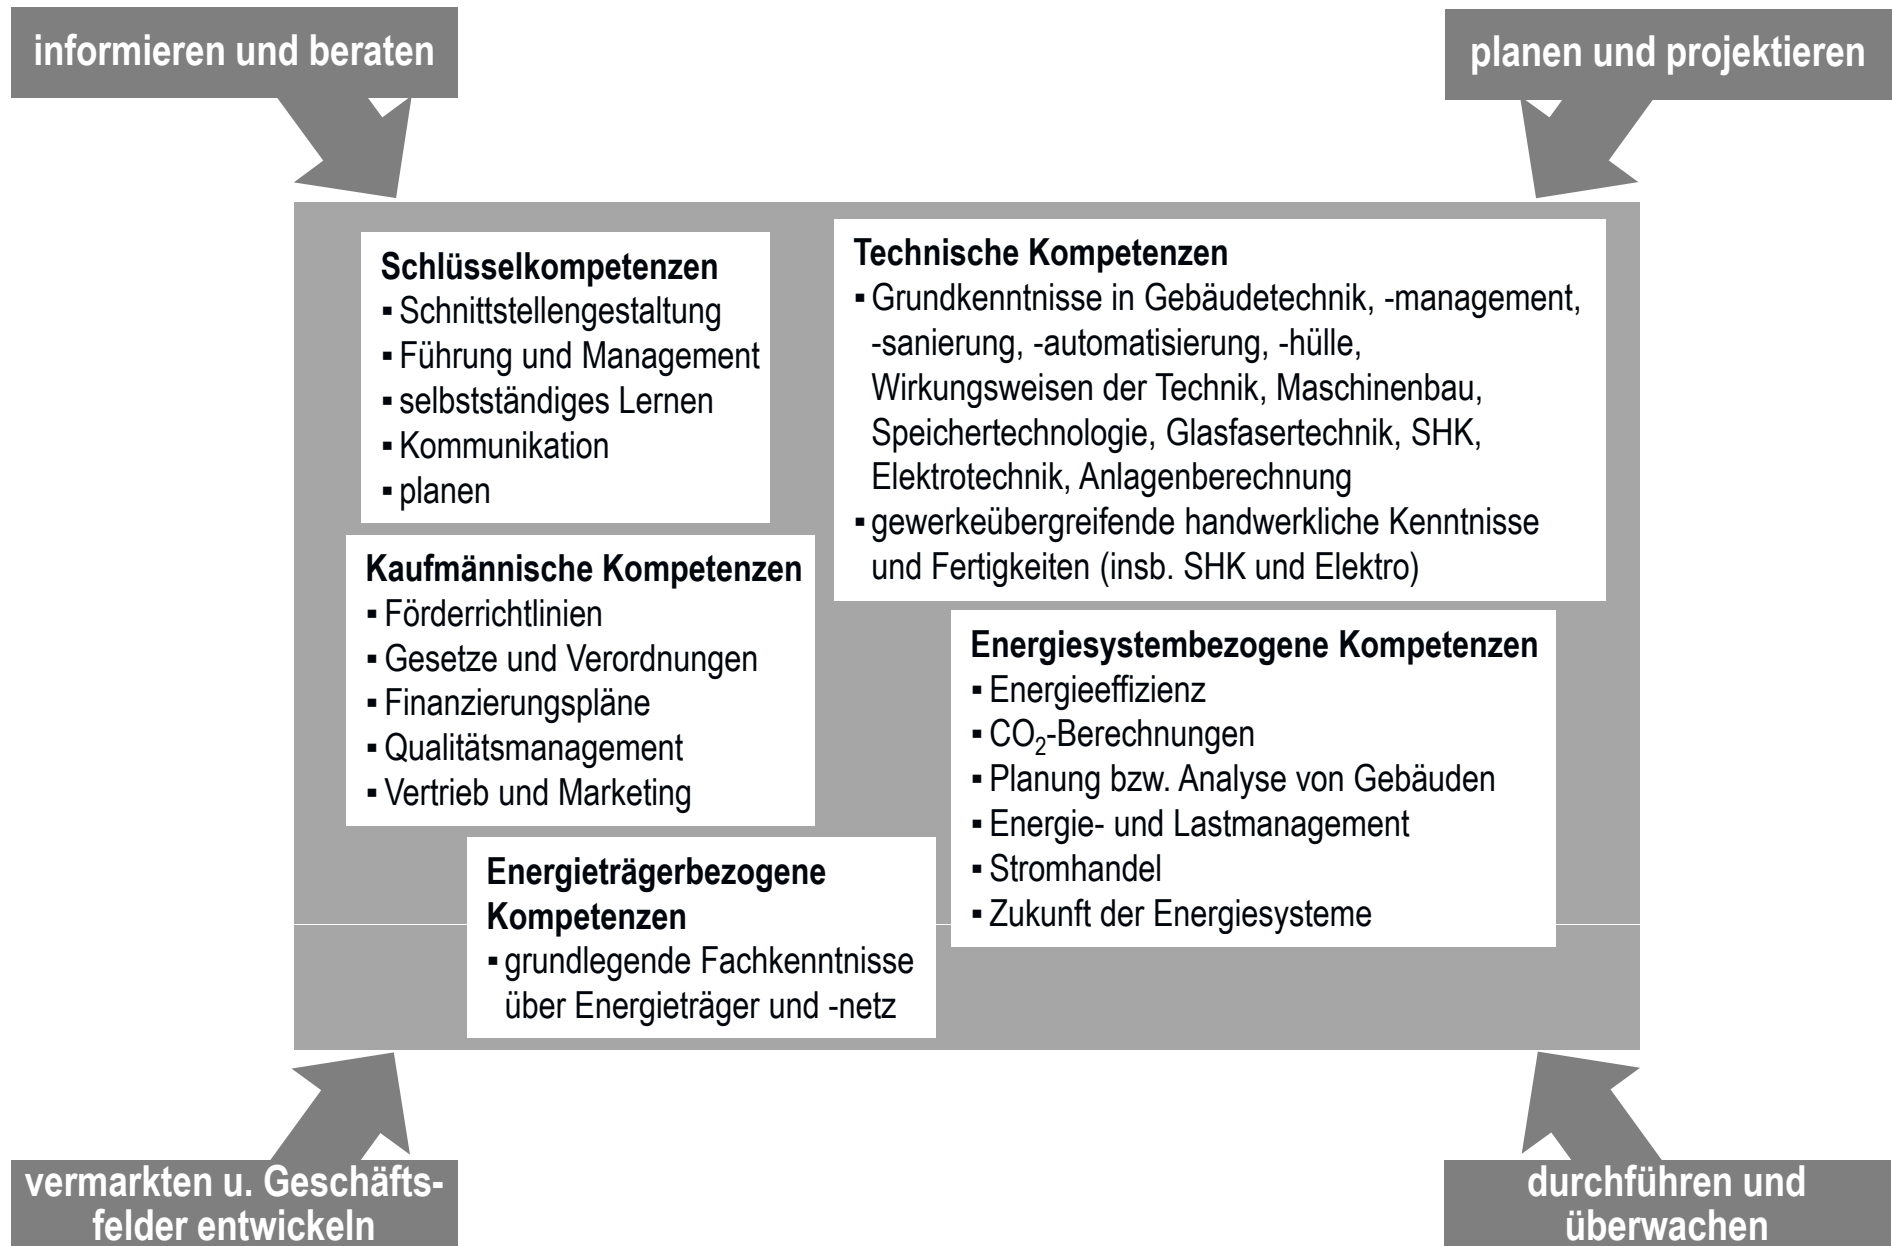 informieren und beraten
planen und projektieren
Schlüsselkompetenzen
▪ Schnittstellengestaltung
▪ Führung und Management
▪ selbstständiges Lernen
▪ Kommunikation
▪ planen
Technische Kompetenzen
▪ Grundkenntnisse in Gebäudetechnik, -management,
-sanierung, -automatisierung, -hülle,
Wirkungsweisen der Technik, Maschinenbau,
Speichertechnologie, Glasfasertechnik, SHK,
Elektrotechnik, Anlagenberechnung
▪ gewerkeübergreifende handwerkliche Kenntnisse
und Fertigkeiten (insb. SHK und Elektro)
Kaufmännische Kompetenzen
▪ Förderrichtlinien
▪ Gesetze und Verordnungen
▪ Finanzierungspläne
▪ Qualitätsmanagement
▪ Vertrieb und Marketing
Energiesystembezogene Kompetenzen
▪ Energieeffizienz
▪ CO₂-Berechnungen
▪ Planung bzw. Analyse von Gebäuden
▪ Energie- und Lastmanagement
▪ Stromhandel
▪ Zukunft der Energiesysteme
Energieträgerbezogene
Kompetenzen
▪ grundlegende Fachkenntnisse
über Energieträger und -netz
vermarkten u. Geschäfts-
felder entwickeln
durchführen und
überwachen